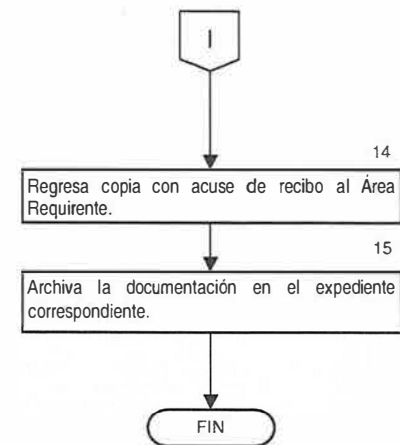 I
14
Regresa copia con acuse de recibo al Área
Requirente.
15
Archiva la documentación en el expediente
correspondiente.
FIN